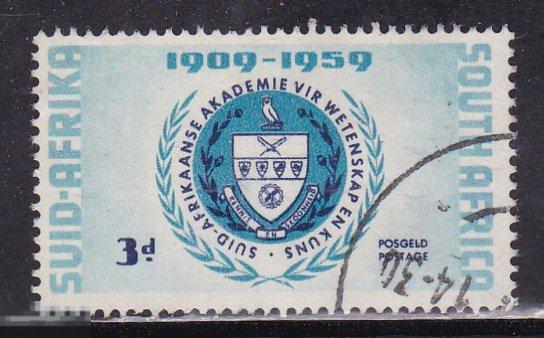 1909-1959
SUID-AFRIKA
SOUTH AFRICA
SUID-AFRIKAANSE AKADEMIE VIR WETENSKAP EN KUNS
3d
POSGELD
POSTAGE